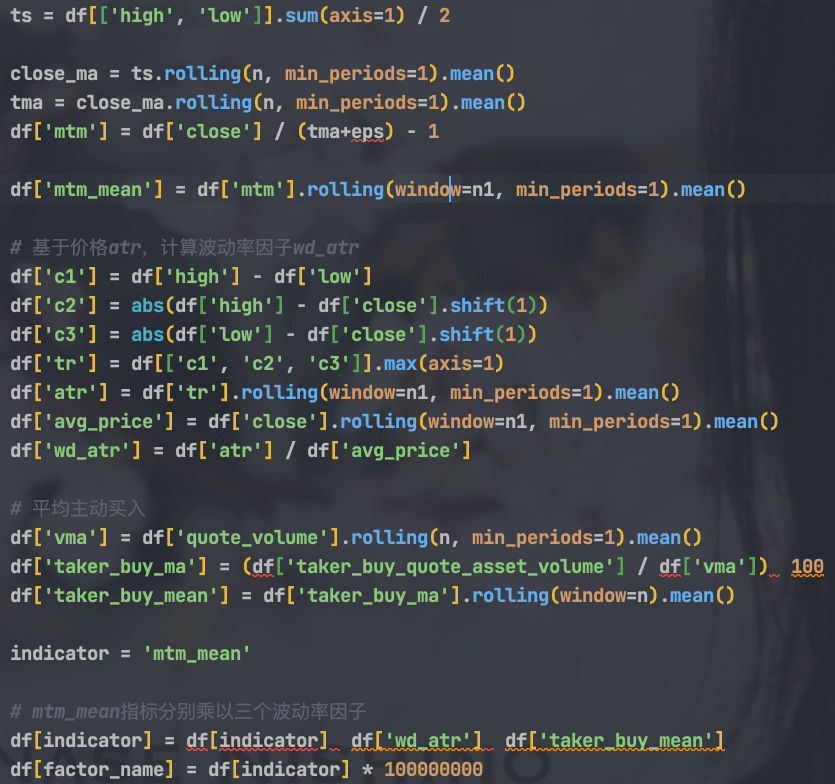 ts = df[['high', 'low']].sum(axis=1) / 2
close_ma = ts.rolling(n, min_periods=1).mean()
tma = close_ma.rolling(n, min_periods=1).mean()
df['mtm'] = df['close'] / (tma+eps) - 1
df['mtm_mean'] = df['mtm'].rolling(window=n1, min_periods=1).mean()
# 基于价格atr，计算波动率因子wd_atr
df['c1'] = df['high'] - df['low']
df['c2'] = abs(df['high'] - df['close'].shift(1))
df['c3'] = abs(df['low'] - df['close'].shift(1))
df['tr'] = df[['c1', 'c2', 'c3']].max(axis=1)
df['atr'] = df['tr'].rolling(window=n1, min_periods=1).mean()
df['avg_price'] = df['close'].rolling(window=n1, min_periods=1).mean()
df['wd_atr'] = df['atr'] / df['avg_price']
# 平均主动买入
df['vma'] = df['quote_volume'].rolling(n, min_periods=1).mean()
df['taker_buy_ma'] = (df['taker_buy_quote_asset_volume'] / df['vma']) 100
df['taker_buy_mean'] = df['taker_buy_ma'].rolling(window=n).mean()
indicator = 'mtm_mean'
# mtm_mean指标分别乘以三个波动率因子
df[indicator] = df[indicator] df['wd_atr'] df['taker_buy_mean']
df[factor_name] = df[indicator] * 100000000